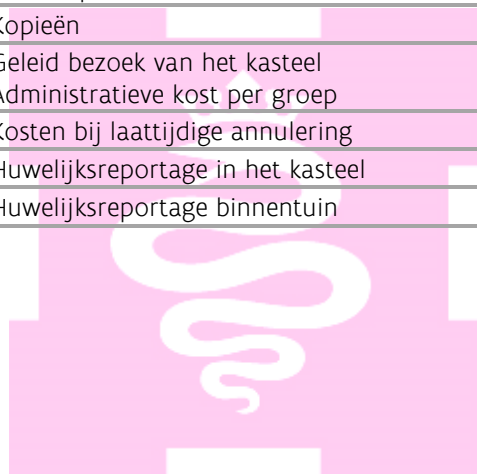 Kopieën
Geleid bezoek van het kasteel
Administratieve kost per groep
Kosten bij laattijdige annulering
Huwelijksreportage in het kasteel
Huwelijksreportage binnentuin